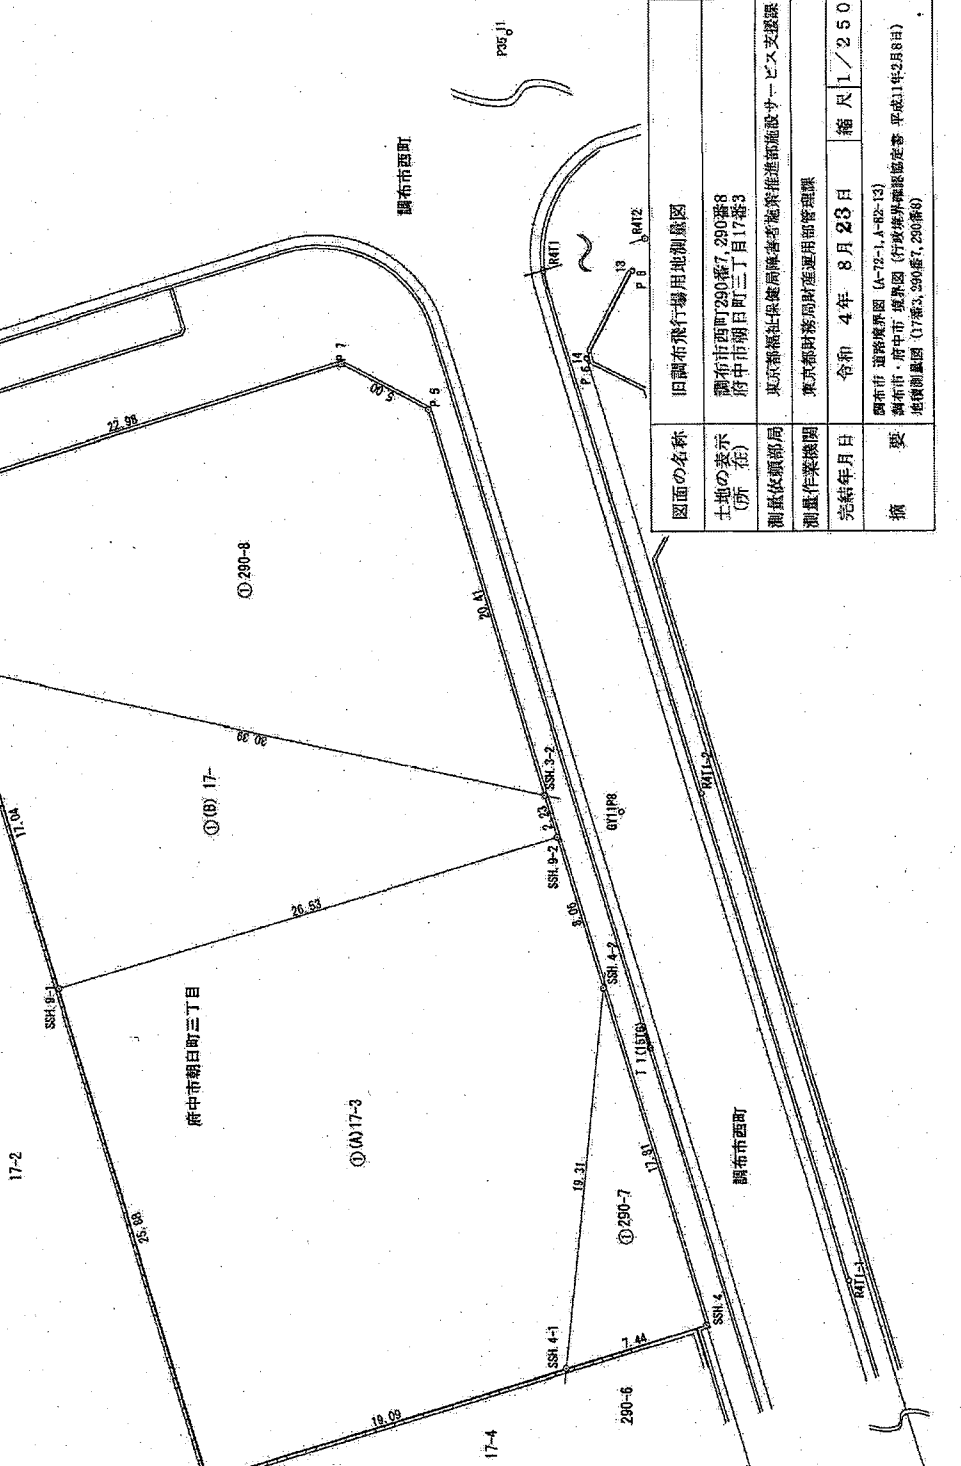 図面の名称 旧調布飛行場用地測量図
土地の表示 調布市西町290番7,290番8
(所 在) 府中市朝日町三丁目17番3
測量依頼部局 東京都福祉保健局障害者施策推進部施設サービス支援課
測量作業機関 東京都財務局財産運用部管理課
完結年月日 令和 4年 8月 23日 縮 尺 1/250
摘 要 調布市 道路境界図 (A-72-1,A-82-13)
調布市・府中市 境界図 (行政境界確認協定書 平成11年2月8日)
地積測量図 (17番3,290番7,290番8)
17-2
25.68
府中市朝日町三丁目
①(A)17-3
17-4
19.09
SSH.4-1
290-6
7.44
①290-7
19.31
17.81
SSH.4
調布市西町
R4T1-1
SSH.9-1
17.04
26.53
①(B) 17-
30.39
SSH.9-2
2.23
SSH.3-2
8.05
SSH.4-2
T 1(15T6)
GY11P8
R4T1-2
①290-8
22.98
20.41
P 7
5.00
P 5
調布市西町
P35
R4T1
R4T2
13
P 8
14
P 6